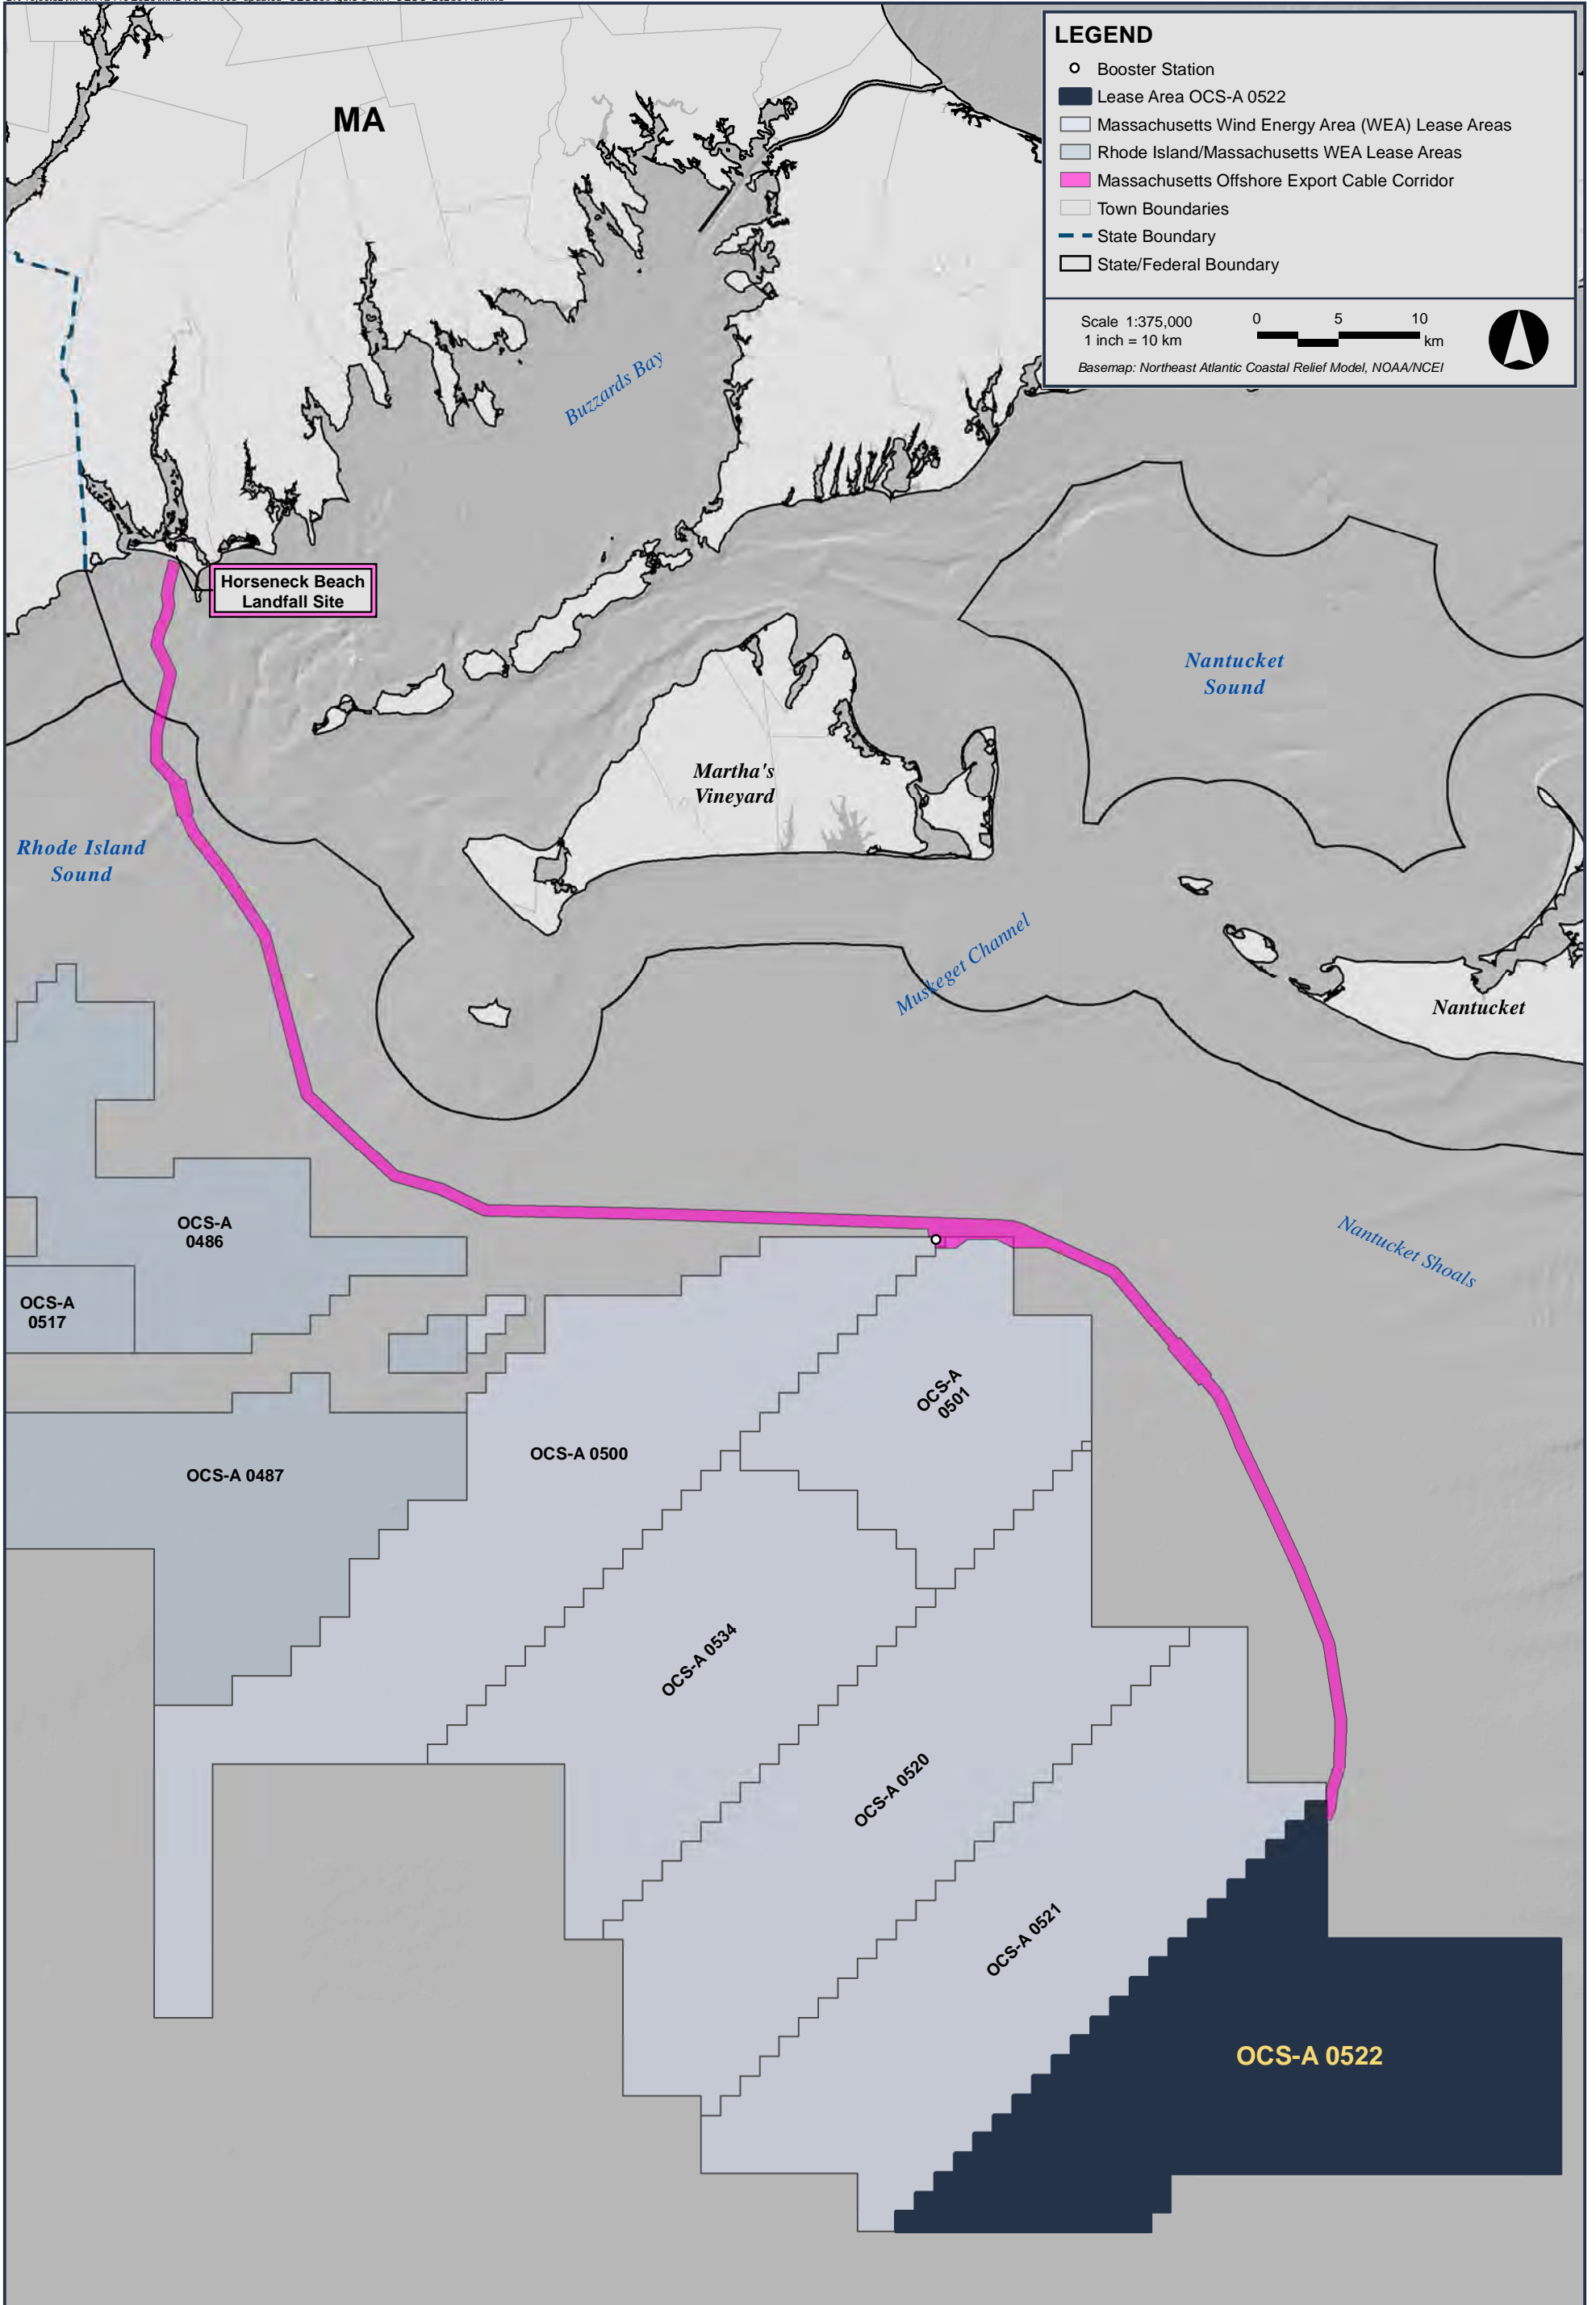 LEGEND
Booster Station
Lease Area OCS-A 0522
Massachusetts Wind Energy Area (WEA) Lease Areas
Rhode Island/Massachusetts WEA Lease Areas
Massachusetts Offshore Export Cable Corridor
Town Boundaries
State Boundary
State/Federal Boundary
Scale 1:375,000
1 inch = 10 km
0 5 10
km
Basemap: Northeast Atlantic Coastal Relief Model, NOAA/NCEI
MA
Buzzards Bay
Horseneck Beach
Landfall Site
Nantucket
Sound
Martha's
Vineyard
Rhode Island
Sound
Muskeget Channel
Nantucket
Nantucket Shoals
OCS-A
0486
OCS-A
0517
OCS-A
0501
OCS-A 0500
OCS-A 0487
OCS-A 0534
OCS-A 0520
OCS-A 0521
OCS-A 0522